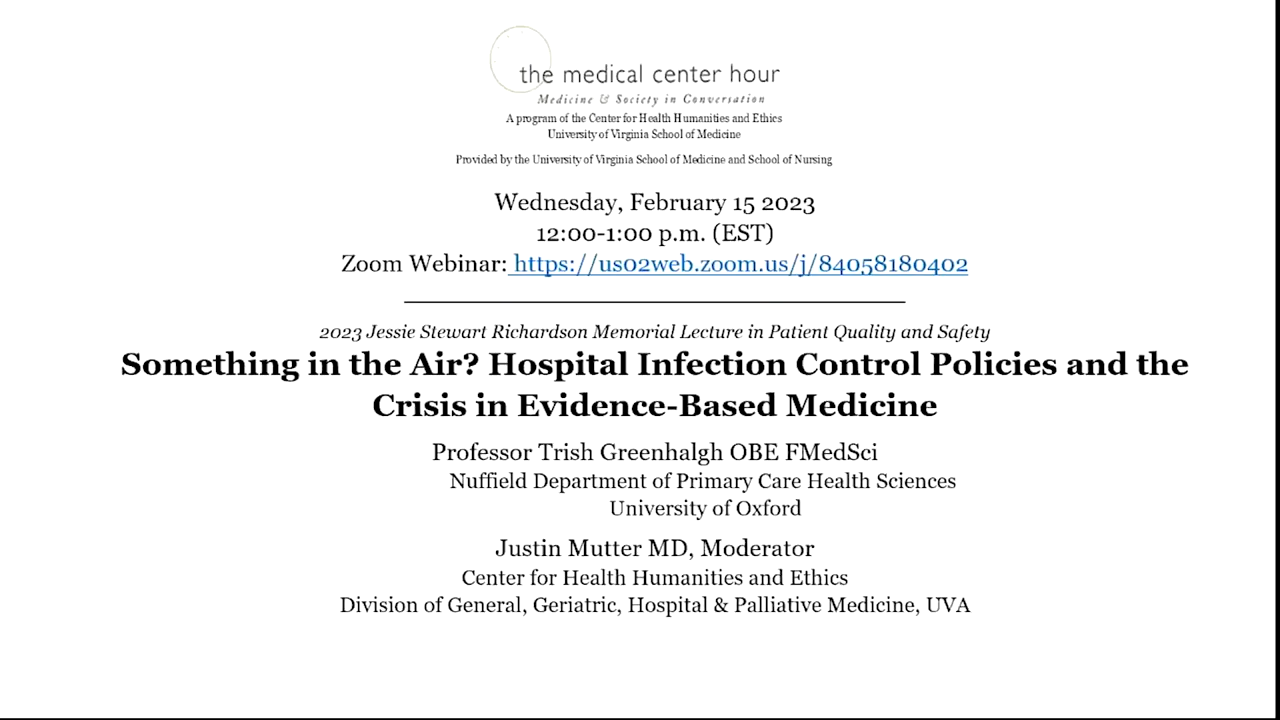 the medical center hour
Medicine & Society in Conversation
A program of the Center for Health Humanities and Ethics
University of Virginia School of Medicine
Provided by the University of Virginia School of Medicine and School of Nursing
Wednesday, February 15 2023
12:00-1:00 p.m. (EST)
Zoom Webinar: https://us02web.zoom.us/j/84058180402
2023 Jessie Stewart Richardson Memorial Lecture in Patient Quality and Safety
Something in the Air? Hospital Infection Control Policies and the
Crisis in Evidence-Based Medicine
Professor Trish Greenhalgh OBE FMedSci
Nuffield Department of Primary Care Health Sciences
University of Oxford
Justin Mutter MD, Moderator
Center for Health Humanities and Ethics
Division of General, Geriatric, Hospital & Palliative Medicine, UVA